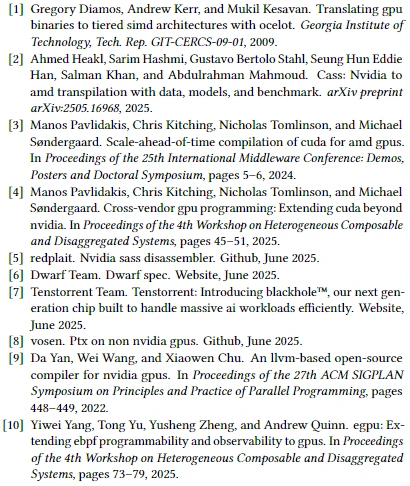 [1] Gregory Diamos, Andrew Kerr, and Mukil Kesavan. Translating gpu
binaries to tiered simd architectures with ocelot. Georgia Institute of
Technology, Tech. Rep. GIT-CERCS-09-01, 2009.
[2] Ahmed Heakl, Sarim Hashmi, Gustavo Bertolo Stahl, Seung Hun Eddie
Han, Salman Khan, and Abdulrahman Mahmoud. Cass: Nvidia to
amd transpilation with data, models, and benchmark. arXiv preprint
arXiv:2505.16968, 2025.
[3] Manos Pavlidakis, Chris Kitching, Nicholas Tomlinson, and Michael
Søndergaard. Scale-ahead-of-time compilation of cuda for amd gpus.
In Proceedings of the 25th International Middleware Conference: Demos,
Posters and Doctoral Symposium, pages 5–6, 2024.
[4] Manos Pavlidakis, Chris Kitching, Nicholas Tomlinson, and Michael
Søndergaard. Cross-vendor gpu programming: Extending cuda beyond
nvidia. In Proceedings of the 4th Workshop on Heterogeneous Composable
and Disaggregated Systems, pages 45–51, 2025.
[5] redplait. Nvidia sass disassembler. Github, June 2025.
[6] Dwarf Team. Dwarf spec. Website, June 2025.
[7] Tenstorrent Team. Tenstorrent: Introducing blackhole™, our next gen-
eration chip built to handle massive ai workloads efficiently. Website,
June 2025.
[8] vosen. Ptx on non nvidia gpus. Github, June 2025.
[9] Da Yan, Wei Wang, and Xiaowen Chu. An llvm-based open-source
compiler for nvidia gpus. In Proceedings of the 27th ACM SIGPLAN
Symposium on Principles and Practice of Parallel Programming, pages
448–449, 2022.
[10] Yiwei Yang, Tong Yu, Yusheng Zheng, and Andrew Quinn. egpu: Ex-
tending ebpf programmability and observability to gpus. In Proceedings
of the 4th Workshop on Heterogeneous Composable and Disaggregated
Systems, pages 73–79, 2025.